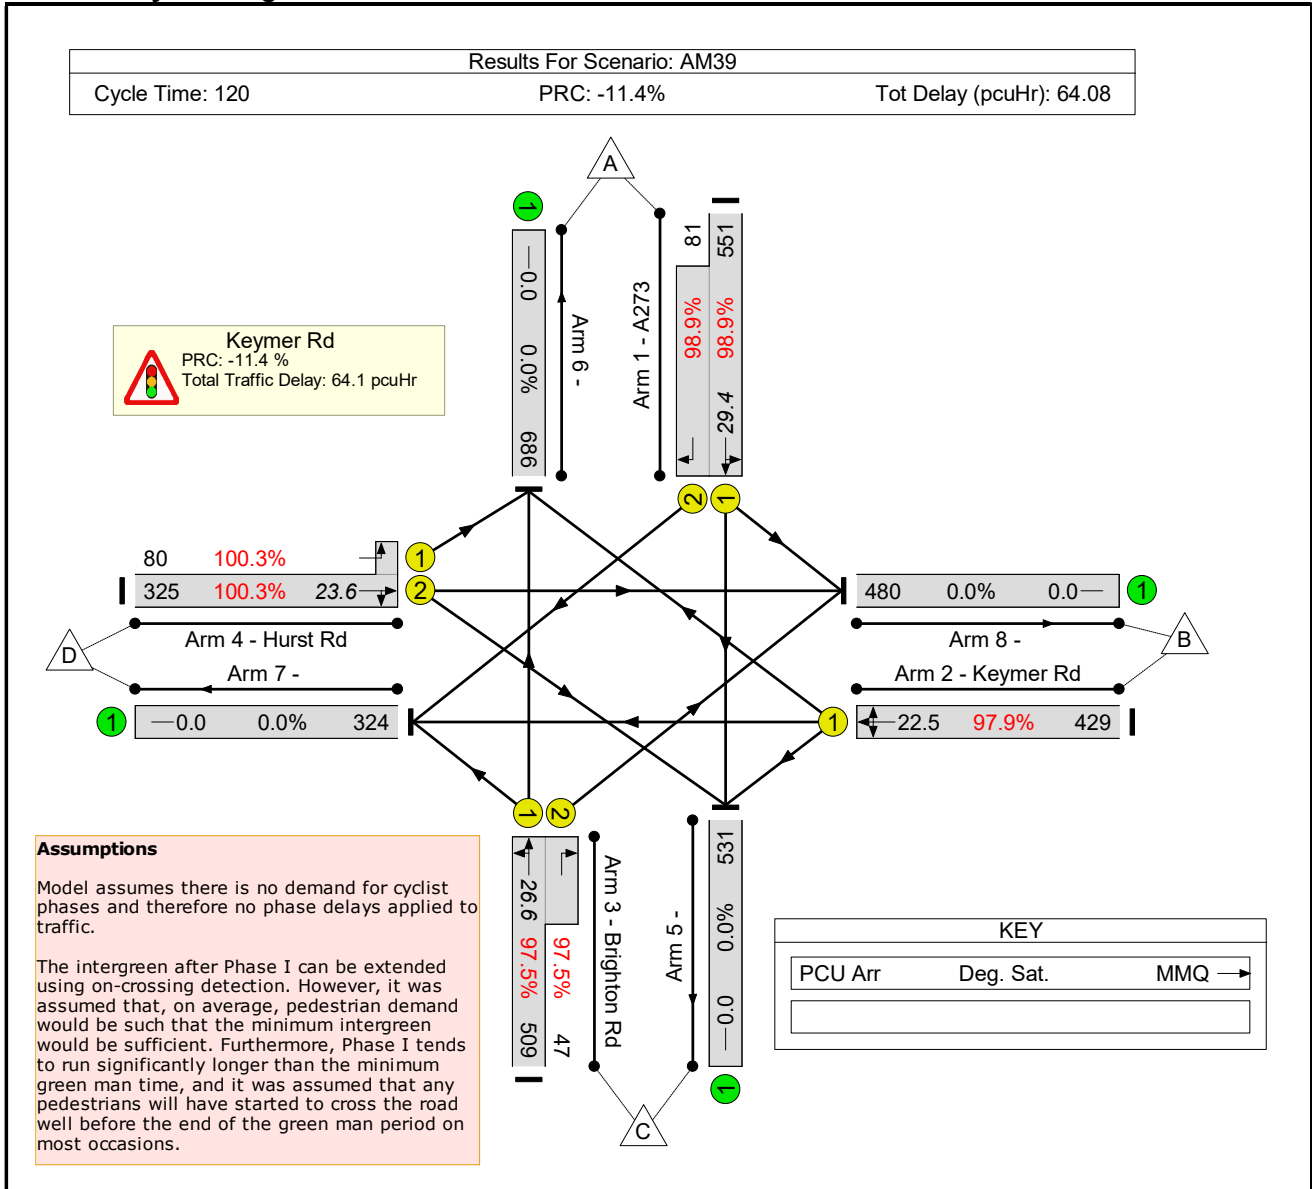 Results For Scenario: AM39
Cycle Time: 120 PRC: -11.4% Tot Delay (pcuHr): 64.08
A
1
—0.0 0.0% 686
Arm 6 -
Arm 1 - A273
81 98.9%
551 98.9% 29.4
Keymer Rd
PRC: -11.4 %
Total Traffic Delay: 64.1 pcuHr
2
1
80 100.3%
1
325 100.3% 23.6
2
Arm 4 - Hurst Rd
D
Arm 7 -
1
—0.0 0.0% 324
480 0.0% 0.0—
1
Arm 8 -
B
Arm 2 - Keymer Rd
1
22.5 97.9% 429
1
2
26.6 97.5% 509
97.5% 47
Arm 3 - Brighton Rd
Arm 5 -
531 0.0% 0.0—
1
C
Assumptions
Model assumes there is no demand for cyclist
phases and therefore no phase delays applied to
traffic.
The intergreen after Phase I can be extended
using on-crossing detection. However, it was
assumed that, on average, pedestrian demand
would be such that the minimum intergreen
would be sufficient. Furthermore, Phase I tends
to run significantly longer than the minimum
green man time, and it was assumed that any
pedestrians will have started to cross the road
well before the end of the green man period on
most occasions.
KEY
PCU Arr Deg. Sat. MMQ